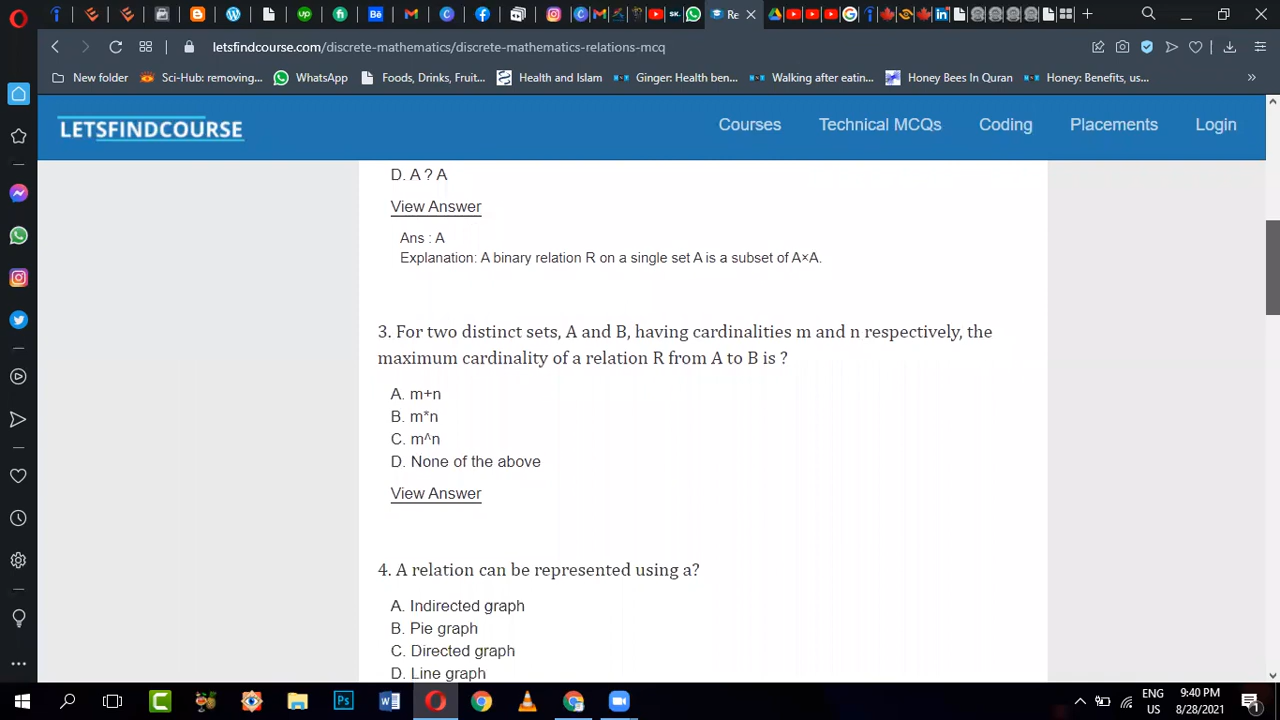 SK.
Re
letsfindcourse.com/discrete-mathematics/discrete-mathematics-relations-mcq
New folder
Sci-Hub: removing...
WhatsApp
Foods, Drinks, Fruit...
Health and Islam
Ginger: Health ben...
Walking after eatin...
Honey Bees In Quran
Honey: Benefits, us...
»
LETSFINDCOURSE
Courses
Technical MCQs
Coding
Placements
Login
D. A ? A
View Answer
Ans : A
Explanation: A binary relation R on a single set A is a subset of A×A.
3. For two distinct sets, A and B, having cardinalities m and n respectively, the
maximum cardinality of a relation R from A to B is ?
A. m+n
B. m*n
C. m^n
D. None of the above
View Answer
4. A relation can be represented using a?
A. Indirected graph
B. Pie graph
C. Directed graph
D. Line graph
ENG
US
9:40 PM
8/28/2021